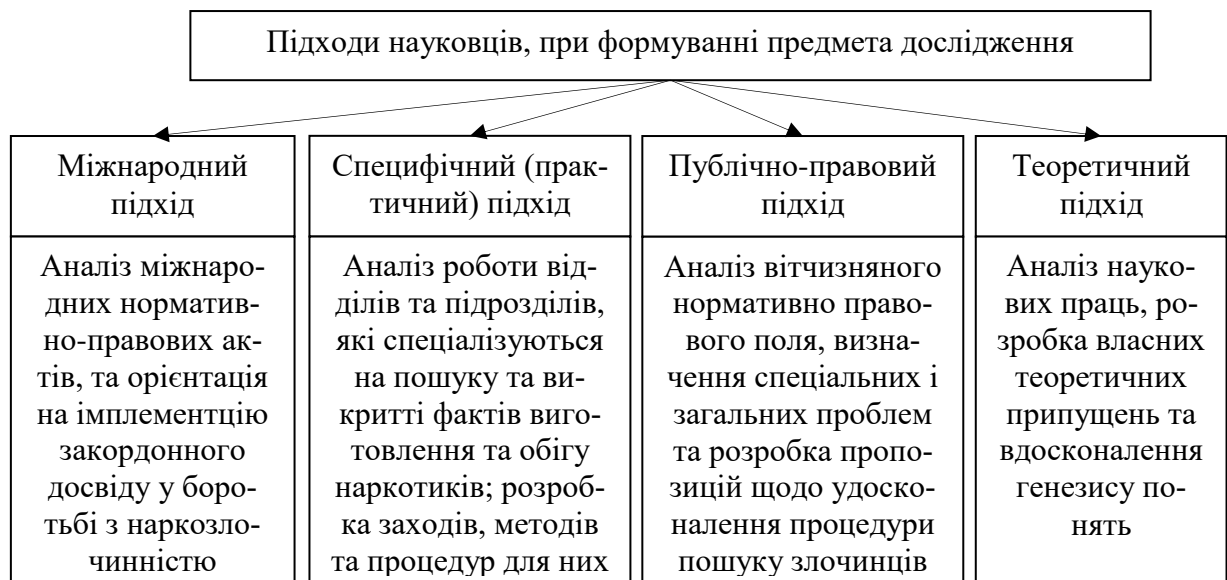 Підходи науковців, при формуванні предмета дослідження
Міжнародний
підхід
Аналіз міжнаро-
дних норматив-
но-правових ак-
тів, та орієнтація
на імплементцію
закордонного
досвіду у боро-
тьбі з наркозло-
чинністю
Специфічний (прак-
тичний) підхід
Аналіз роботи від-
ділів та підрозділів,
які спеціалізуються
на пошуку та ви-
критті фактів виго-
товлення та обігу
наркотиків; розроб-
ка заходів, методів
та процедур для них
Публічно-правовий
підхід
Аналіз вітчизняного
нормативно право-
вого поля, визна-
чення спеціальних і
загальних проблем
та розробка пропо-
зицій щодо удоско-
налення процедури
пошуку злочинців
Теоретичний
підхід
Аналіз науко-
вих праць, ро-
зробка власних
теоретичних
припущень та
вдосконалення
генезису по-
нять